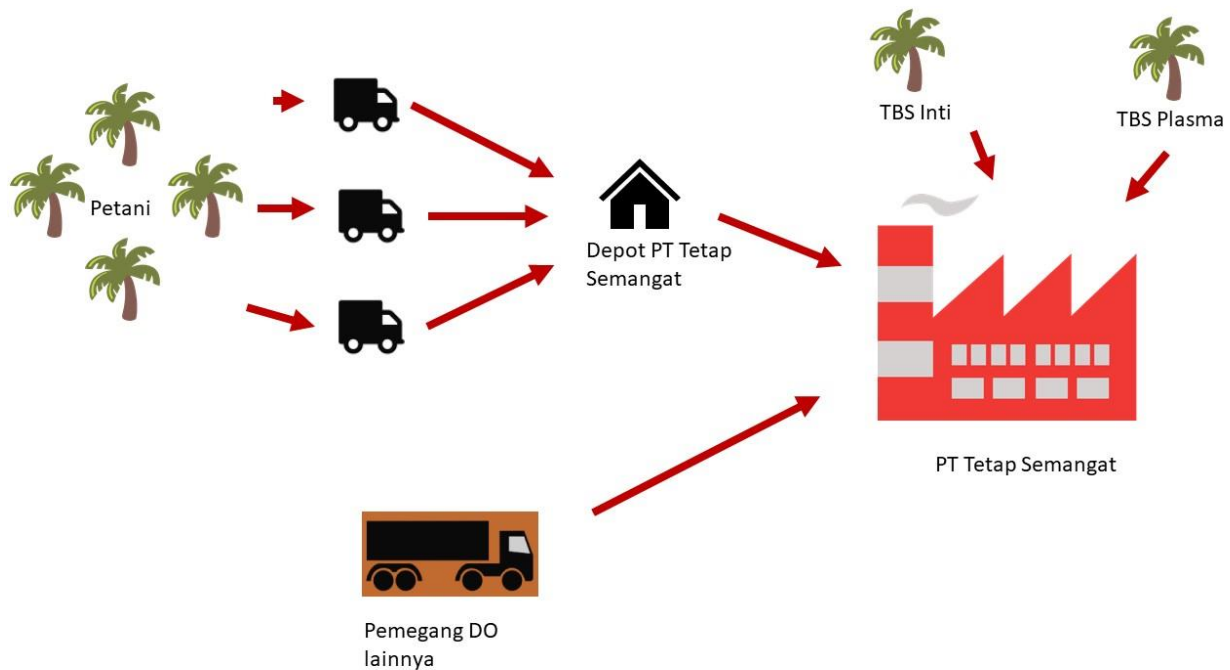 TBS Inti
TBS Plasma
Petani
Depot PT Tetap
Semangat
PT Tetap Semangat
Pemegang DO
lainnya